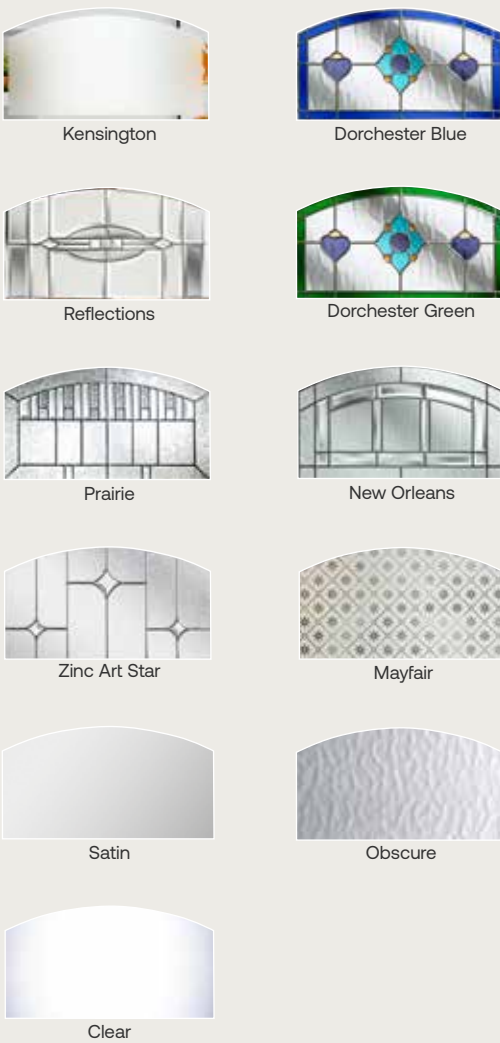 Kensington
Dorchester Blue
Reflections
Dorchester Green
Prairie
New Orleans
Zinc Art Star
Mayfair
Satin
Obscure
Clear